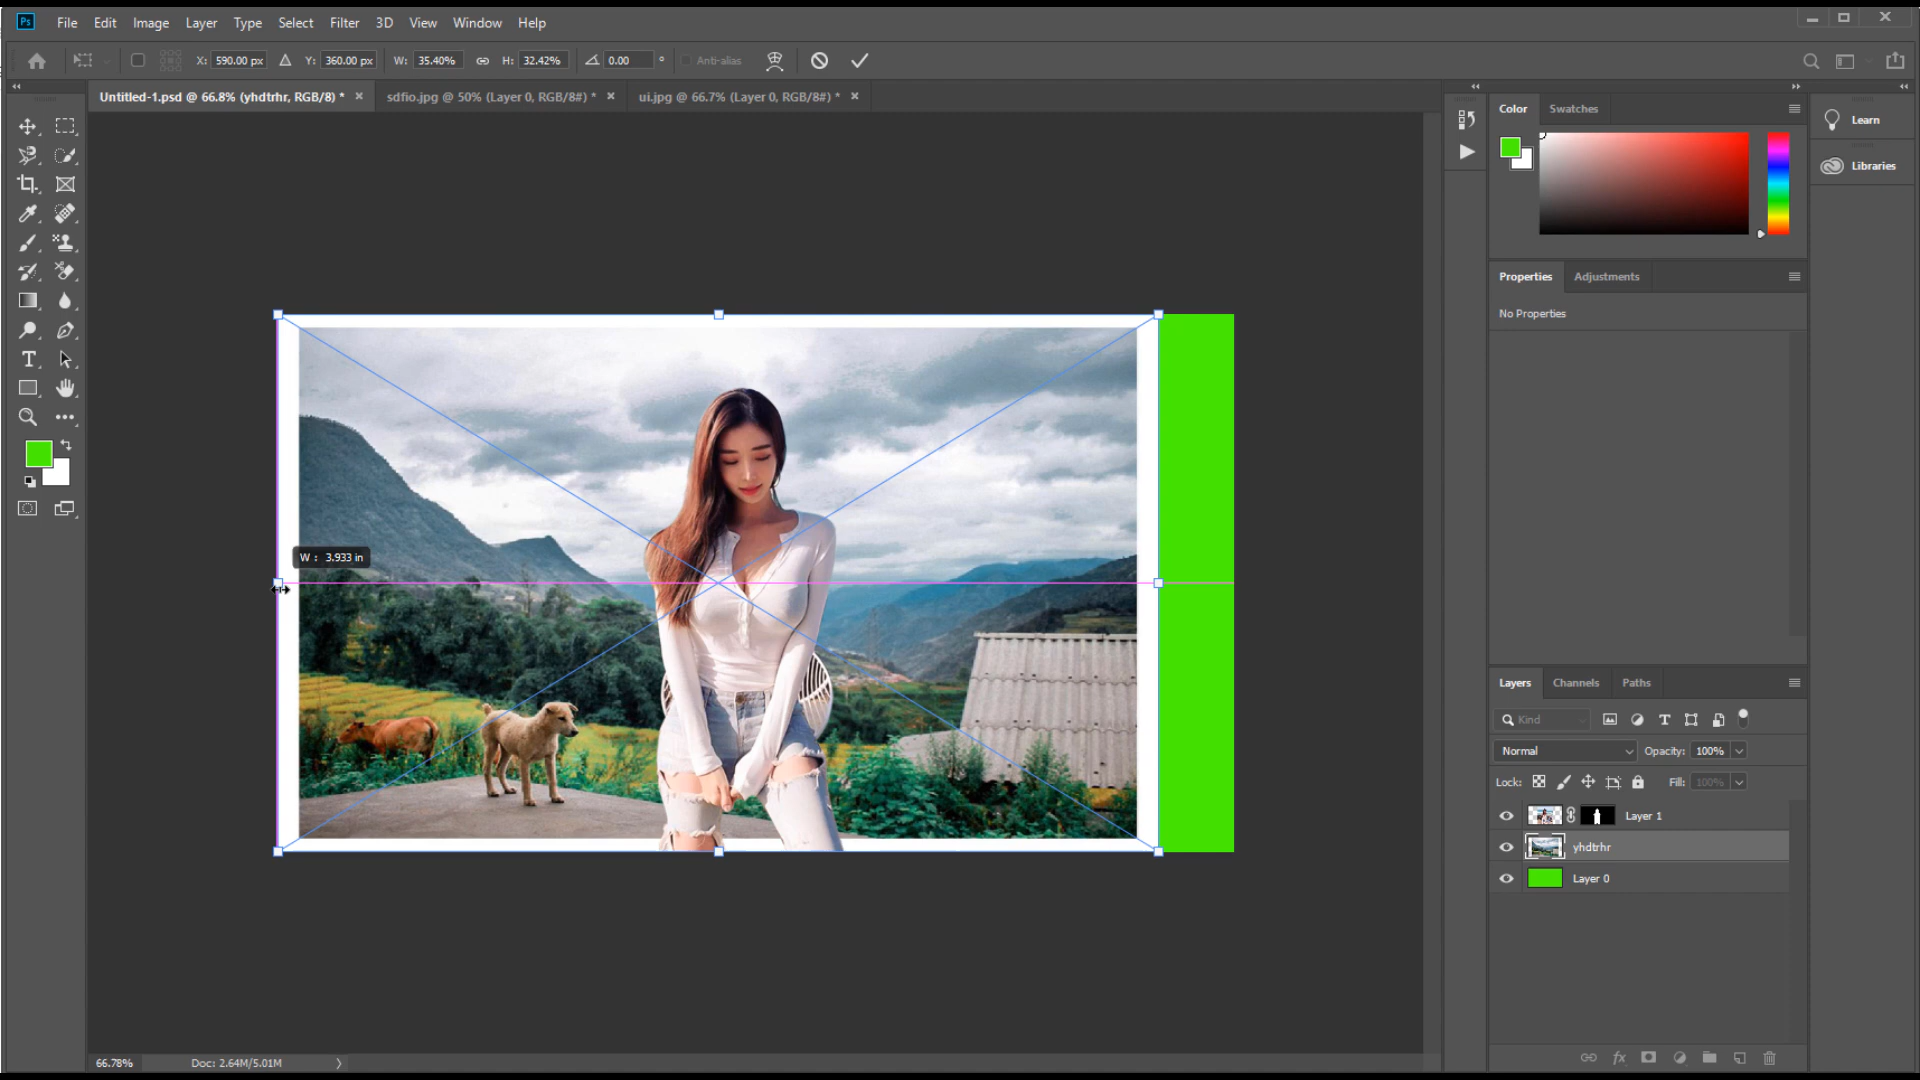 Ps File Edit Image Layer Type Select Filter 3D View Window Help
X: 590.00 px Y: 360.00 px W: 35.40% H: 32.42% 0.00 ° Anti-alias
Untitled-1.psd @ 66.8% (yhdtrhr, RGB/8) * × sdfio.jpg @ 50% (Layer 0, RGB/8#) * × ui.jpg @ 66.7% (Layer 0, RGB/8#) * ×
Color Swatches
Learn
Libraries
Properties Adjustments
No Properties
W : 3.933 in
Layers Channels Paths
Kind
Normal Opacity: 100%
Lock: Fill: 100%
Layer 1
yhdtrhr
Layer 0
66.78% Doc: 2.64M/5.01M